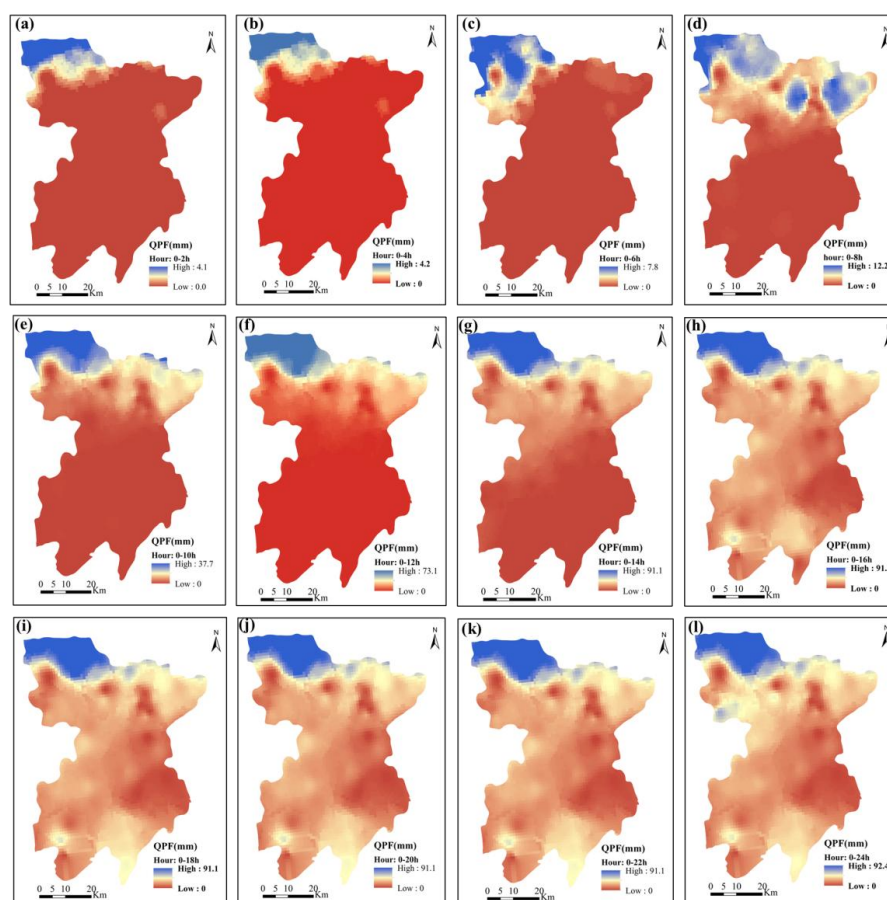 (a)
N
QPF(mm)
Hour: 0-2h
High : 4.1
Low : 0.0
0 5 10 20
Km
(b)
N
QPF(mm)
Hour: 0-4h
High : 4.2
Low : 0
0 5 10 20
Km
(c)
N
QPF(mm)
Hour: 0-6h
High : 7.8
Low : 0
0 5 10 20
Km
(d)
N
QPF(mm)
hour: 0-8h
High : 12.2
Low : 0
0 5 10 20
Km
(e)
N
QPF(mm)
Hour: 0-10h
High : 37.7
Low : 0
0 5 10 20
Km
(f)
N
QPF(mm)
Hour: 0-12h
High : 73.1
Low : 0
0 5 10 20
Km
(g)
N
QPF(mm)
Hour: 0-14h
High : 91.1
Low : 0
0 5 10 20
Km
(h)
QPF(mm)
Hour: 0-16h
High : 91.
Low : 0
0 5 10 20
Km
(i)
N
QPF(mm)
Hour: 0-18h
High : 91.1
Low : 0
0 5 10 20
Km
(j)
N
QPF(mm)
Hour: 0-20h
High : 91.1
Low : 0
0 5 10 20
Km
(k)
N
QPF(mm)
Hour: 0-22h
High : 91.1
Low : 0
0 5 10 20
Km
(l)
N
QPF(mm)
Hour: 0-24h
High : 92.4
Low : 0
0 5 10 20
Km